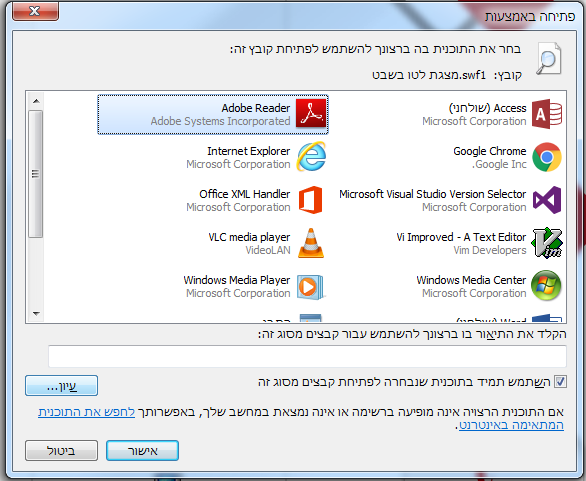 פתיחה באמצעות
בחר את התוכנית בה ברצונך להשתמש לפתיחת קובץ זה:
קובץ: swf1.מצגת לטו בשבט
Access (שולחני)
Microsoft Corporation
Adobe Reader
Adobe Systems Incorporated
Google Chrome
.Google Inc
Internet Explorer
Microsoft Corporation
Microsoft Visual Studio Version Selector
Microsoft Corporation
Office XML Handler
Microsoft Corporation
Vi Improved - A Text Editor
Vim Developers
VLC media player
VideoLAN
Windows Media Center
Microsoft Corporation
Windows Media Player
Microsoft Corporation
Word (שולחני)
הקלד את התיאור בו ברצונך להשתמש עבור קבצים מסוג זה:
השתמש תמיד בתוכנית שנבחרה לפתיחת קבצים מסוג זה
עיון...
אם התוכנית הרצויה אינה מופיעה ברשימה או אינה נמצאת במחשב שלך, באפשרותך לחפש את התוכנית
המתאימה באינטרנט.
אישור
ביטול